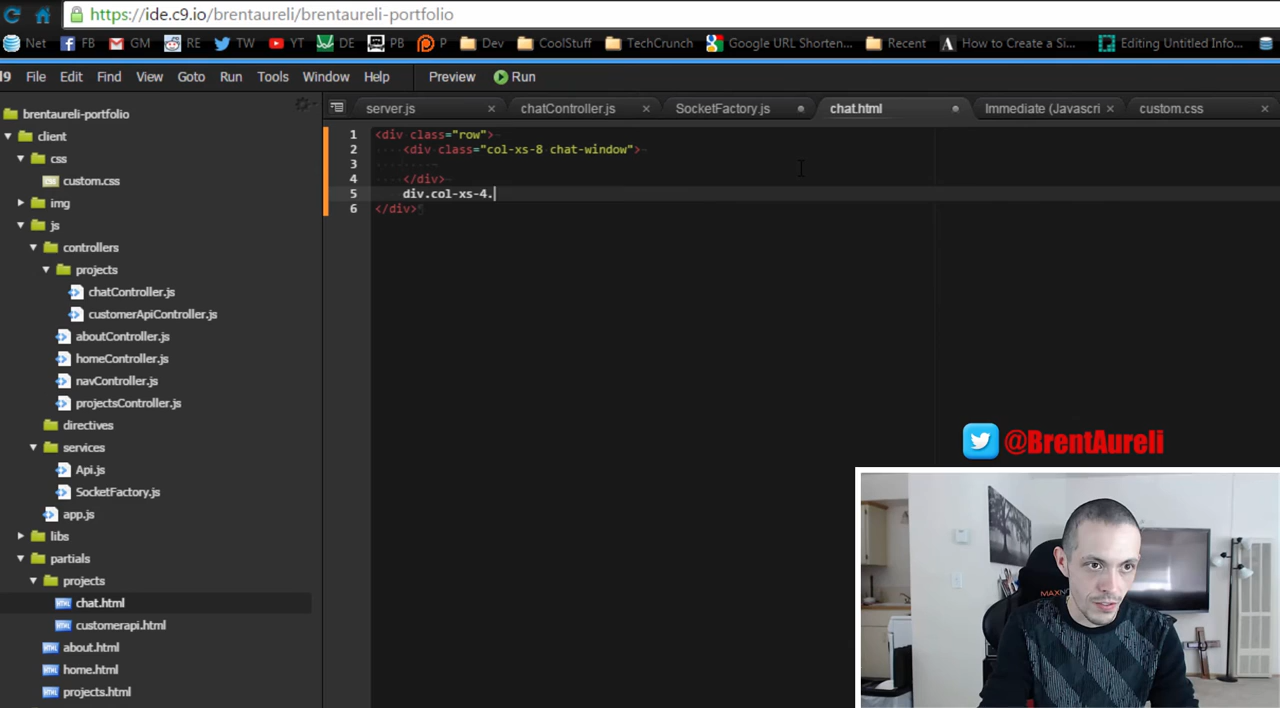 https://ide.c9.io/brentaureli/brentaureli-portfolio
Net FB GM RE TW YT DE PB P Dev CoolStuff TechCrunch Google URL Shorten... Recent How to Create a Si... Editing Untitled Info...
9 File Edit Find View Goto Run Tools Window Help Preview Run
server.js chatController.js SocketFactory.js chat.html Immediate (Javascri custom.css
brentaureli-portfolio
client
css
custom.css
img
js
controllers
projects
chatController.js
customerApiController.js
aboutController.js
homeController.js
navController.js
projectsController.js
directives
services
Api.js
SocketFactory.js
app.js
libs
partials
projects
chat.html
customerapi.html
about.html
home.html
projects.html
1 <div class="row">
2 <div class="col-xs-8 chat-window">
3
4 </div>
5 div.col-xs-4.
6 </div>
@BrentAureli
MAXNO